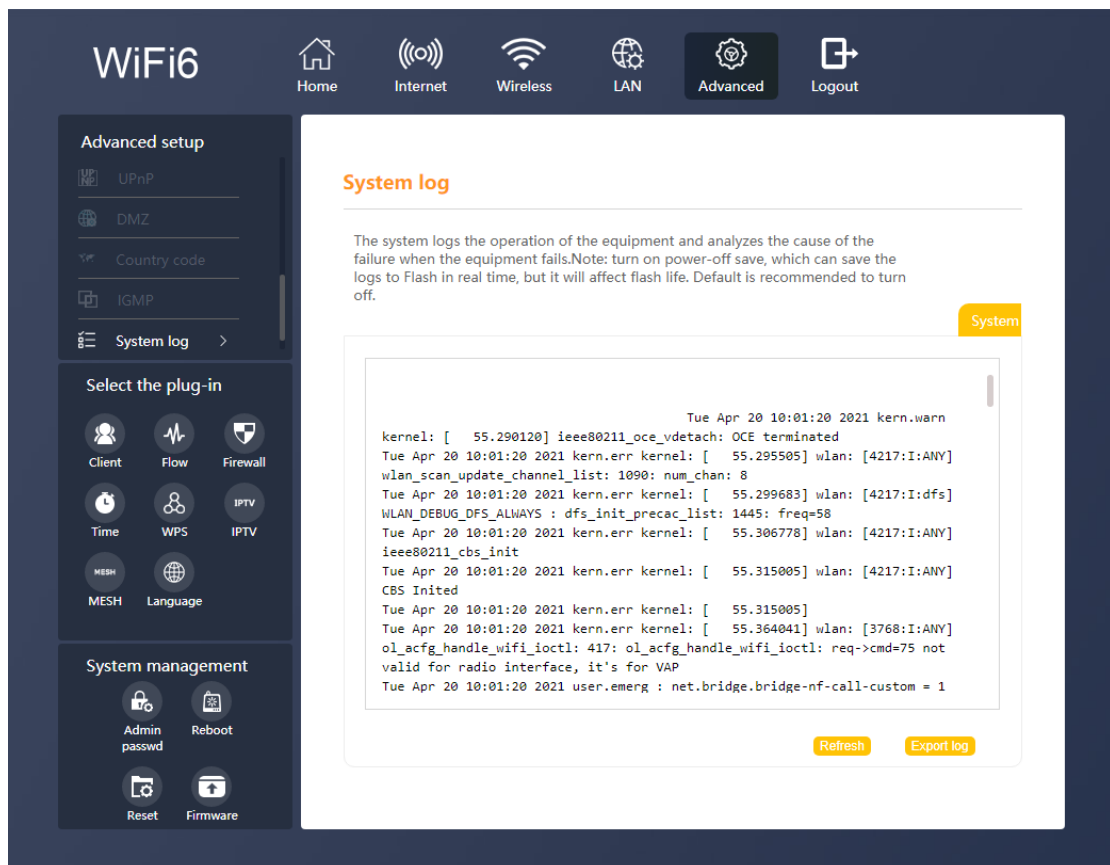 WiFi6
Home
Internet
Wireless
LAN
Advanced
Logout
Advanced setup
UP
NP
UPnP
DMZ
Country code
IGMP
System log
Select the plug-in
Client
Flow
Firewall
Time
WPS
IPTV
IPTV
MESH
MESH
Language
System management
Admin
passwd
Reboot
Reset
Firmware
System log
The system logs the operation of the equipment and analyzes the cause of the
failure when the equipment fails.Note: turn on power-off save, which can save the
logs to Flash in real time, but it will affect flash life. Default is recommended to turn
off.
System
Tue Apr 20 10:01:20 2021 kern.warn
kernel: [   55.290120] ieee80211_oce_vdetach: OCE terminated
Tue Apr 20 10:01:20 2021 kern.err kernel: [   55.295505] wlan: [4217:I:ANY]
wlan_scan_update_channel_list: 1090: num_chan: 8
Tue Apr 20 10:01:20 2021 kern.err kernel: [   55.299683] wlan: [4217:I:dfs]
WLAN_DEBUG_DFS_ALWAYS : dfs_init_precac_list: 1445: freq=58
Tue Apr 20 10:01:20 2021 kern.err kernel: [   55.306778] wlan: [4217:I:ANY]
ieee80211_cbs_init
Tue Apr 20 10:01:20 2021 kern.err kernel: [   55.315005] wlan: [4217:I:ANY]
CBS Inited
Tue Apr 20 10:01:20 2021 kern.err kernel: [   55.315005]
Tue Apr 20 10:01:20 2021 kern.err kernel: [   55.364041] wlan: [3768:I:ANY]
ol_acfg_handle_wifi_ioctl: 417: ol_acfg_handle_wifi_ioctl: req->cmd=75 not
valid for radio interface, it's for VAP
Tue Apr 20 10:01:20 2021 user.emerg : net.bridge.bridge-nf-call-custom = 1
Refresh
Export log